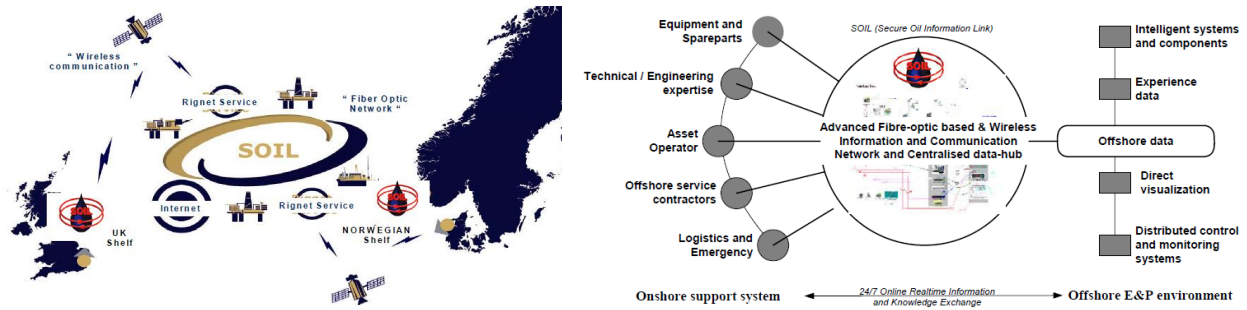 “ Wireless
communication ”
Rignet Service
“ Fiber Optic
Network “
SOIL
Internet
Rignet Service
SOIL
UK
Shelf
SOIL
NORWEGIAN
Shelf
SOIL (Secure Oil Information Link)
Equipment and
Spareparts
Technical / Engineering
expertise
Asset
Operator
Offshore service
contractors
Logistics and
Emergency
SOIL
Advanced Fibre-optic based & Wireless
Information and Communication
Network and Centralised data-hub
Intelligent systems
and components
Experience
data
Offshore data
Direct
visualization
Distributed control
and monitoring
systems
Onshore support system
24/7 Online Realtime Information
and Knowledge Exchange
Offshore E&P environment